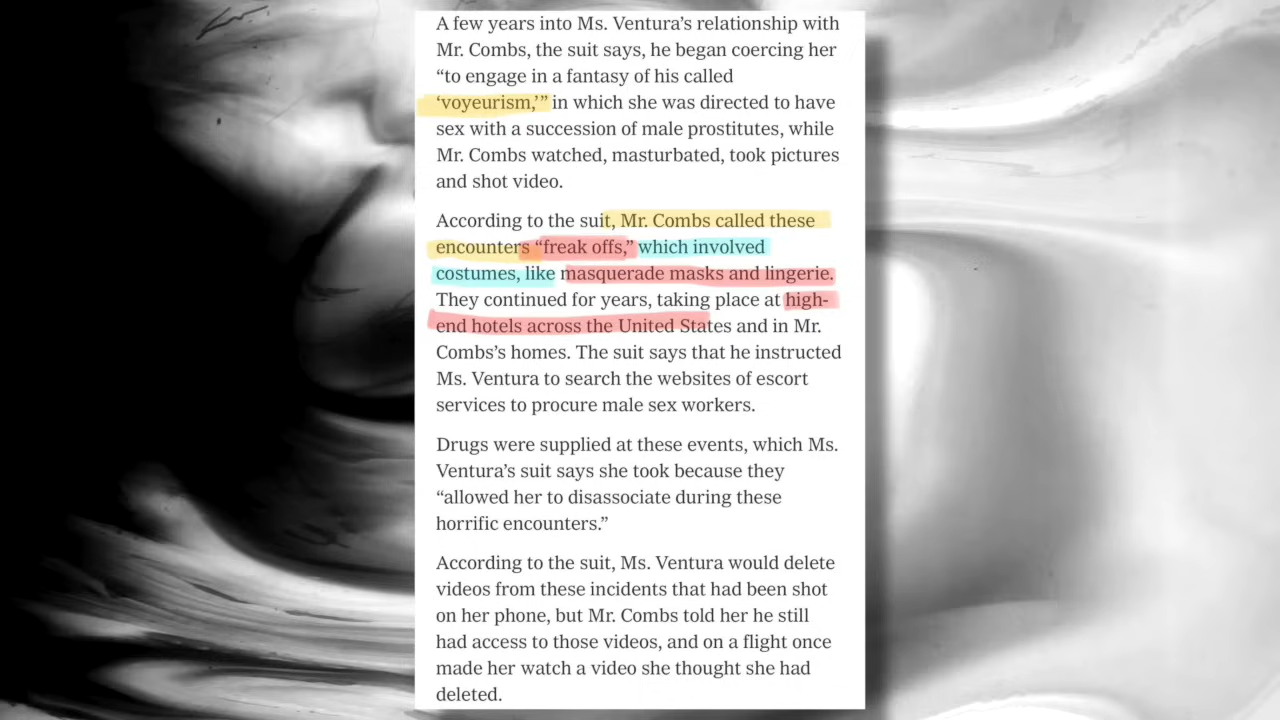 A few years into Ms. Ventura’s relationship with
Mr. Combs, the suit says, he began coercing her
“to engage in a fantasy of his called
‘voyeurism,’” in which she was directed to have
sex with a succession of male prostitutes, while
Mr. Combs watched, masturbated, took pictures
and shot video.
According to the suit, Mr. Combs called these
encounters “freak offs,” which involved
costumes, like masquerade masks and lingerie.
They continued for years, taking place at high-
end hotels across the United States and in Mr.
Combs’s homes. The suit says that he instructed
Ms. Ventura to search the websites of escort
services to procure male sex workers.
Drugs were supplied at these events, which Ms.
Ventura’s suit says she took because they
“allowed her to disassociate during these
horrific encounters.”
According to the suit, Ms. Ventura would delete
videos from these incidents that had been shot
on her phone, but Mr. Combs told her he still
had access to those videos, and on a flight once
made her watch a video she thought she had
deleted.